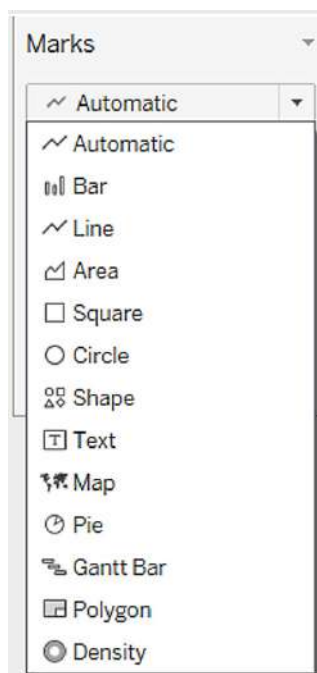 Marks
Automatic
Automatic
Bar
Line
Area
Square
Circle
Shape
Text
Map
Pie
Gantt Bar
Polygon
Density